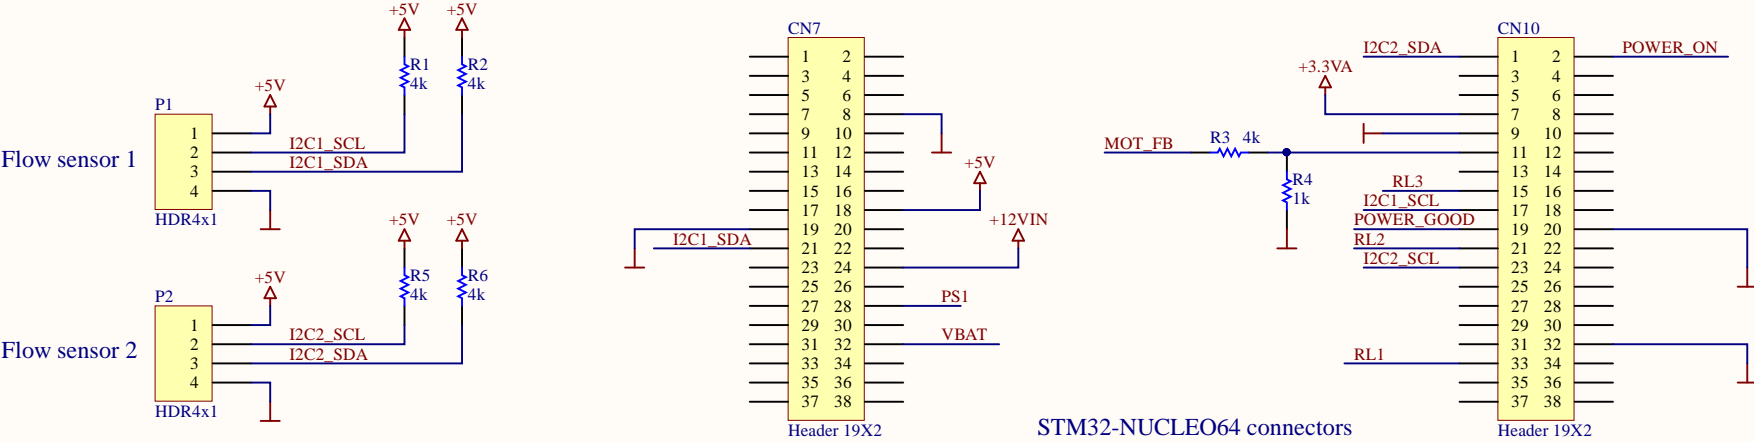 +5V +5V
R1 R2
4k 4k
+5V
P1
1
2 I2C1_SCL
3 I2C1_SDA
4
Flow sensor 1
HDR4x1
+5V +5V
R5 R6
4k 4k
+5V
P2
1
2 I2C2_SCL
3 I2C2_SDA
4
Flow sensor 2
HDR4x1
CN7
1 2
3 4
5 6
7 8
9 10
11 12
13 14
15 16
17 18
19 20
21 22
23 24
25 26
27 28
29 30
31 32
33 34
35 36
37 38
Header 19X2
I2C1_SDA
+5V
+12VIN
PS1
VBAT
CN10
1 2
3 4
5 6
7 8
9 10
11 12
13 14
15 16
17 18
19 20
21 22
23 24
25 26
27 28
29 30
31 32
33 34
35 36
37 38
Header 19X2
I2C2_SDA
POWER_ON
+3.3VA
MOT_FB
R3 4k
R4
1k
RL3
I2C1_SCL
POWER_GOOD
RL2
I2C2_SCL
RL1
STM32-NUCLEO64 connectors